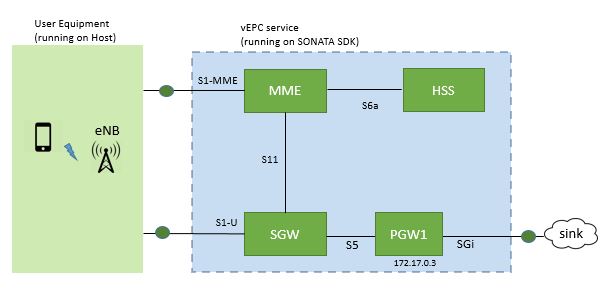 User Equipment
(running on Host)
vEPC service
(running on SONATA SDK)
S1-MME
MME
HSS
S6a
eNB
S11
S1-U
SGW
S5
PGW1
SGi
sink
172.17.0.3